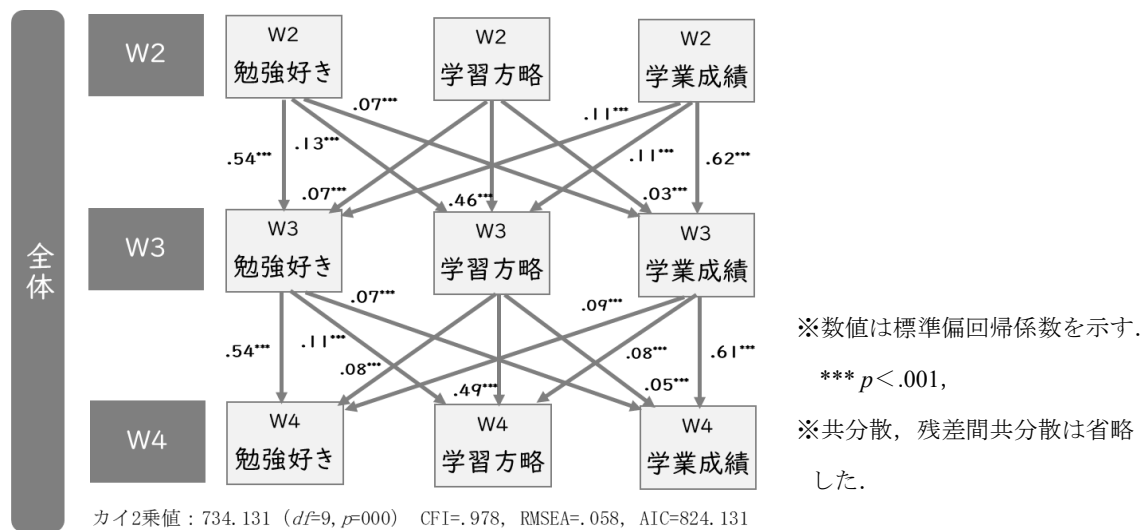 全体
W2
W2
勉強好き
W2
学習方略
W2
学業成績
.07***
.11***
.54***
.13***
.11***
.62***
.07***
.46***
.03***
W3
W3
勉強好き
W3
学習方略
W3
学業成績
.07***
.09***
.54***
.11***
.08***
.61***
.08***
.49***
.05***
W4
W4
勉強好き
W4
学習方略
W4
学業成績
※数値は標準偏回帰係数を示す.
*** p<.001,
※共分散，残差間共分散は省略
した.
カイ2乗値：734.131 (df=9, p=000) CFI=.978, RMSEA=.058, AIC=824.131